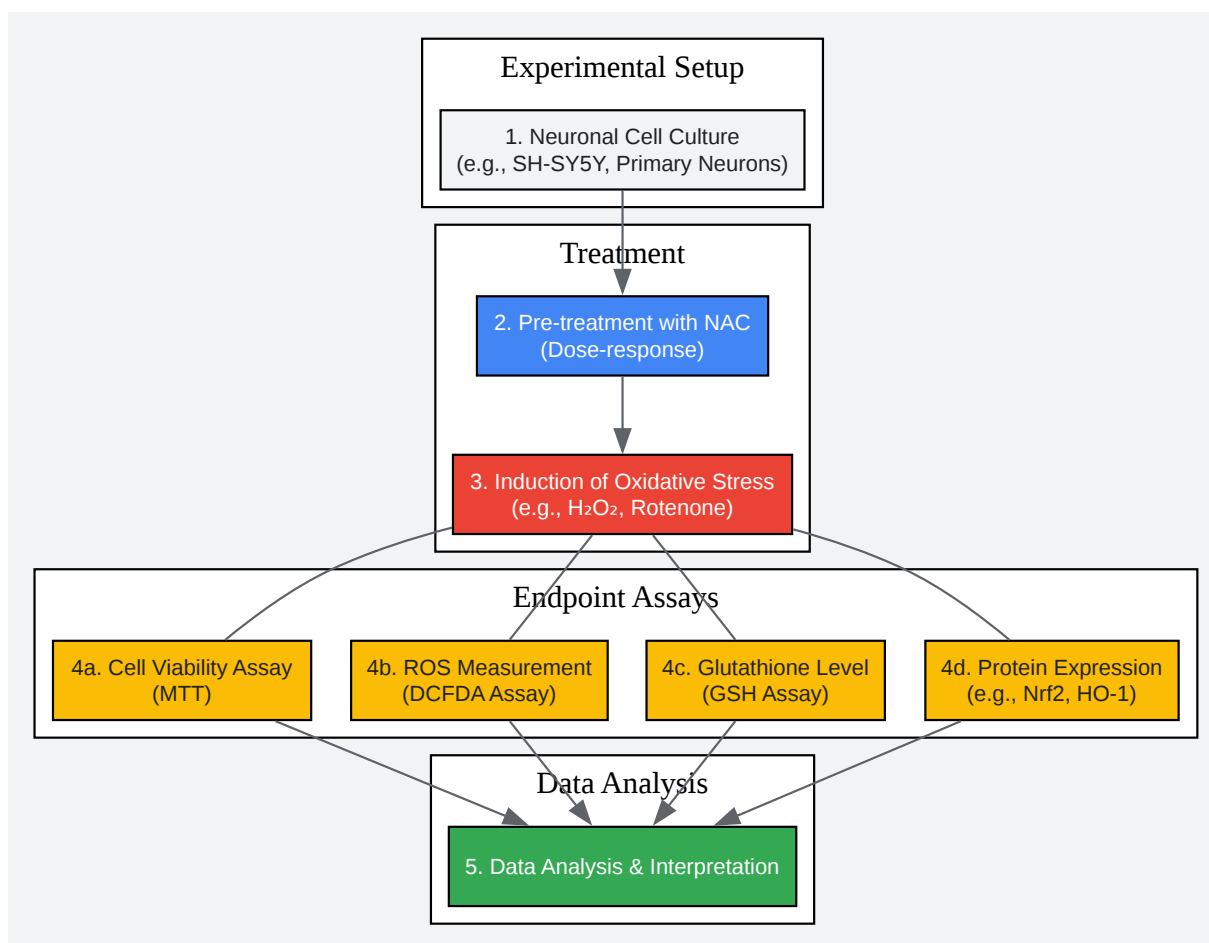 Experimental Setup
1. Neuronal Cell Culture
(e.g., SH-SY5Y, Primary Neurons)
Treatment
2. Pre-treatment with NAC
(Dose-response)
3. Induction of Oxidative Stress
(e.g., H₂O₂, Rotenone)
Endpoint Assays
4a. Cell Viability Assay
(MTT)
4b. ROS Measurement
(DCFDA Assay)
4c. Glutathione Level
(GSH Assay)
4d. Protein Expression
(e.g., Nrf2, HO-1)
Data Analysis
5. Data Analysis & Interpretation